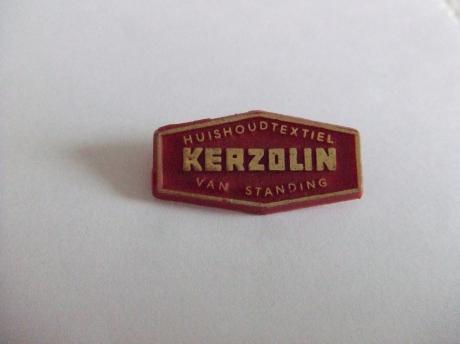 HUISHOUDTEXTIEL
KERZOLIN
VAN STANDING